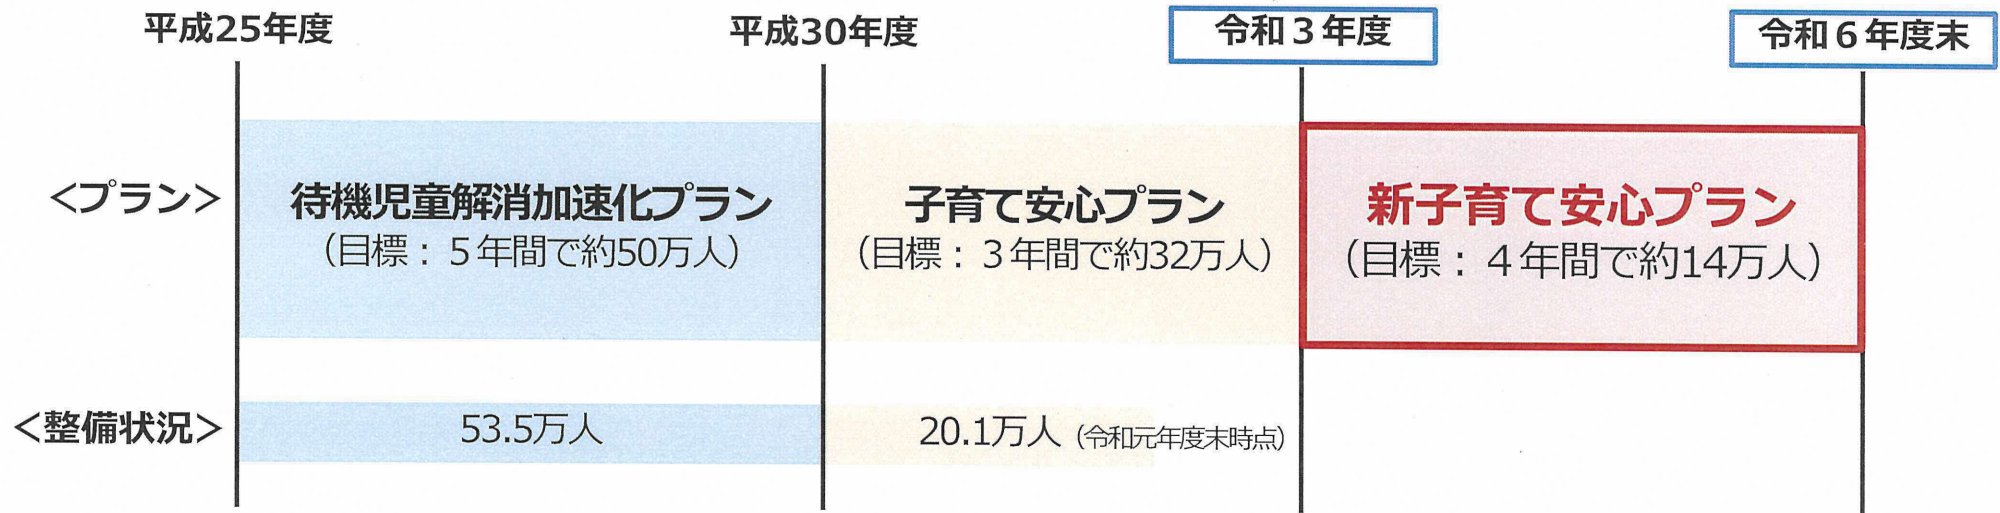 平成25年度
平成30年度
令和３年度
令和６年度末
＜プラン＞
待機児童解消加速化プラン
（目標：５年間で約50万人）
子育て安心プラン
（目標：３年間で約32万人）
新子育て安心プラン
（目標：４年間で約14万人）
＜整備状況＞
53.5万人
20.1万人（令和元年度末時点）